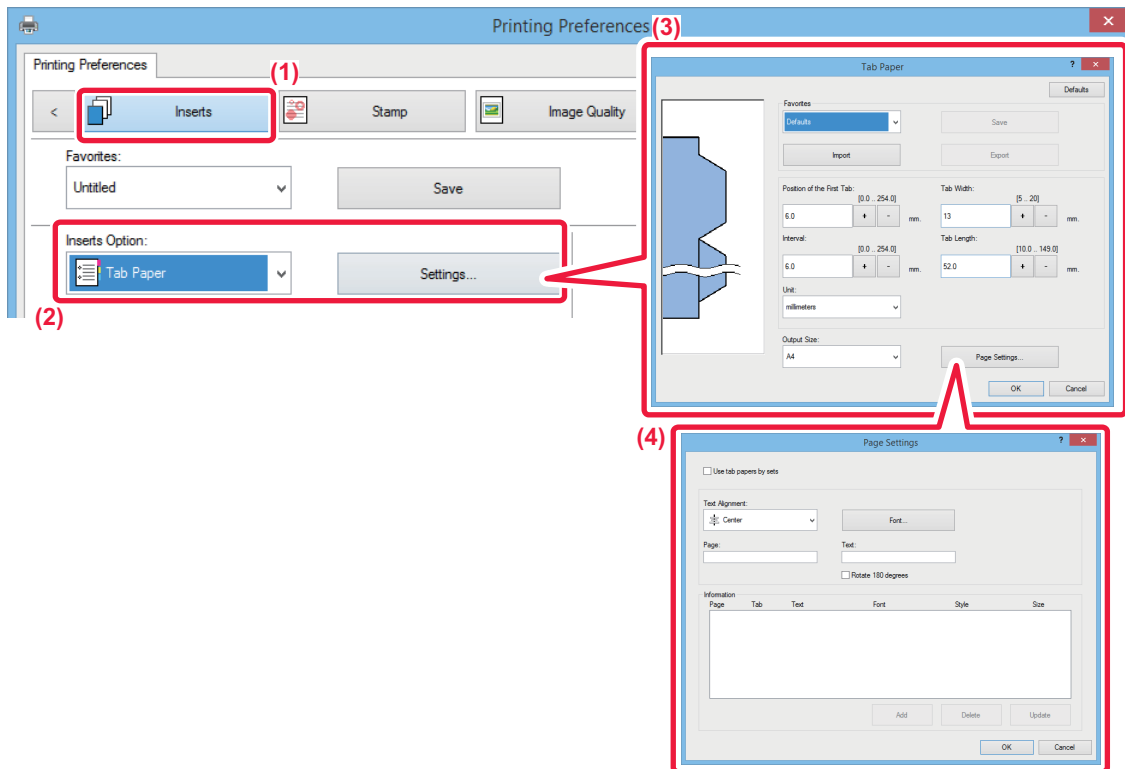 Printing Preferences
(3)
Printing Preferences
(1)
< Inserts Stamp Image Quality
Favorites:
Untitled Save
Inserts Option:
Tab Paper Settings...
(2)
Tab Paper ?
Defaults
Favorites
Defaults Save
Import Export
Position of the First Tab: Tab Width:
[0.0 .. 254.0] [5 .. 20]
6.0 + - mm. 13 + - mm.
Interval: Tab Length:
[0.0 .. 254.0] [10.0 .. 149.0]
6.0 + - mm. 52.0 + - mm.
Unit:
millimeters
Output Size:
A4 Page Settings...
OK Cancel
(4)
Page Settings ?
Use tab papers by sets
Text Alignment:
Center Font...
Page: Text:
Rotate 180 degrees
Information
Page Tab Text Font Style Size
Add Delete Update
OK Cancel